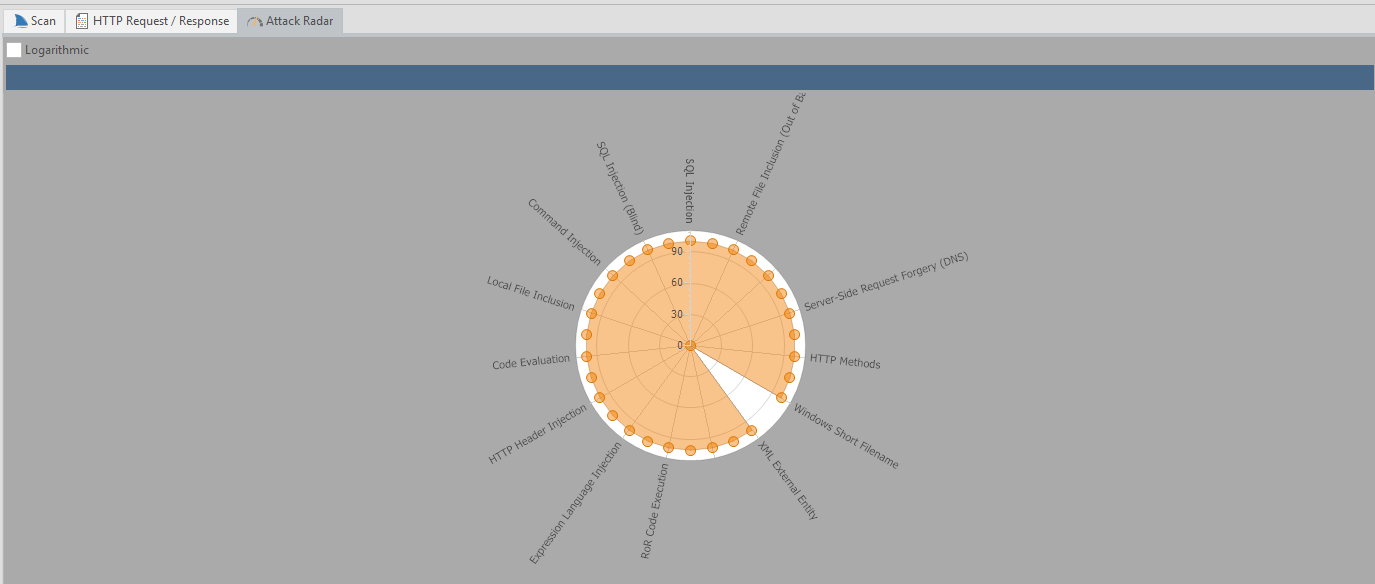 Scan
HTTP Request / Response
Attack Radar
Logarithmic
SQL Injection
Remote File Inclusion (Out of
Server-Side Request Forgery (DNS)
HTTP Methods
Windows Short Filename
XML External Entity
RoR Code Execution
Expression Language Injection
HTTP Header Injection
Code Evaluation
Local File Inclusion
Command Injection
SQL Injection (Blind)
90
60
30
0